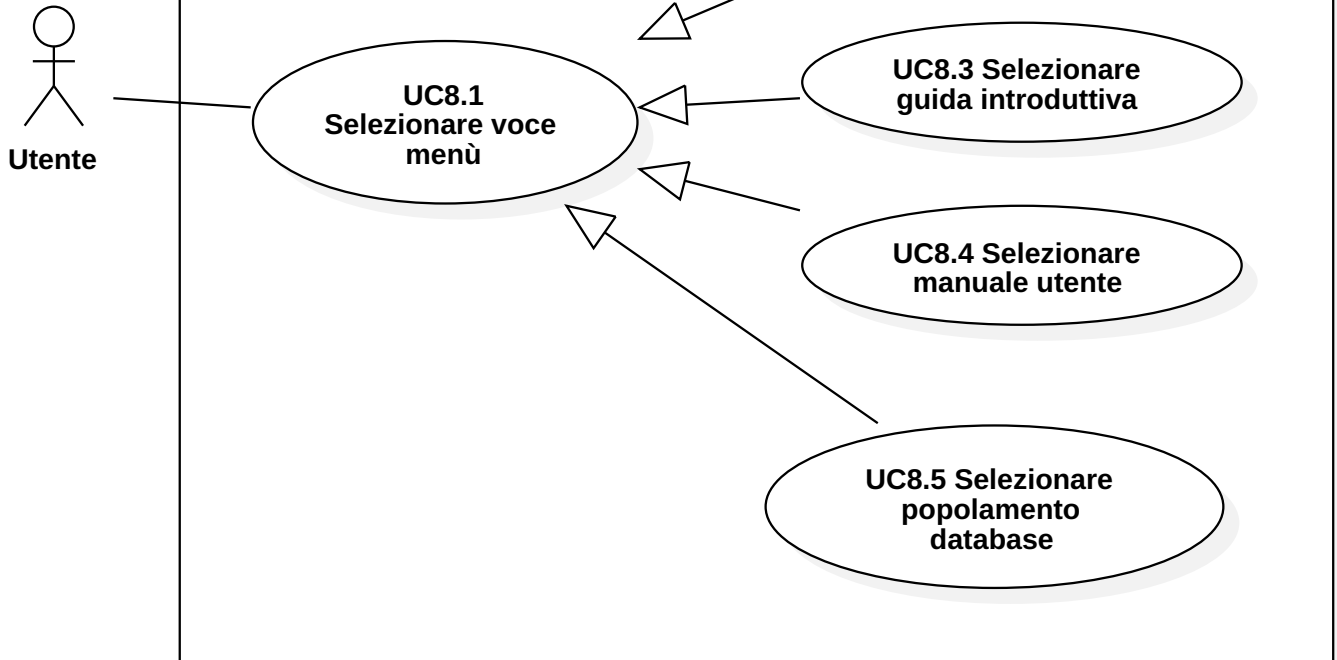 Utente
UC8.1
Selezionare voce
menù
UC8.3 Selezionare
guida introduttiva
UC8.4 Selezionare
manuale utente
UC8.5 Selezionare
popolamento
database